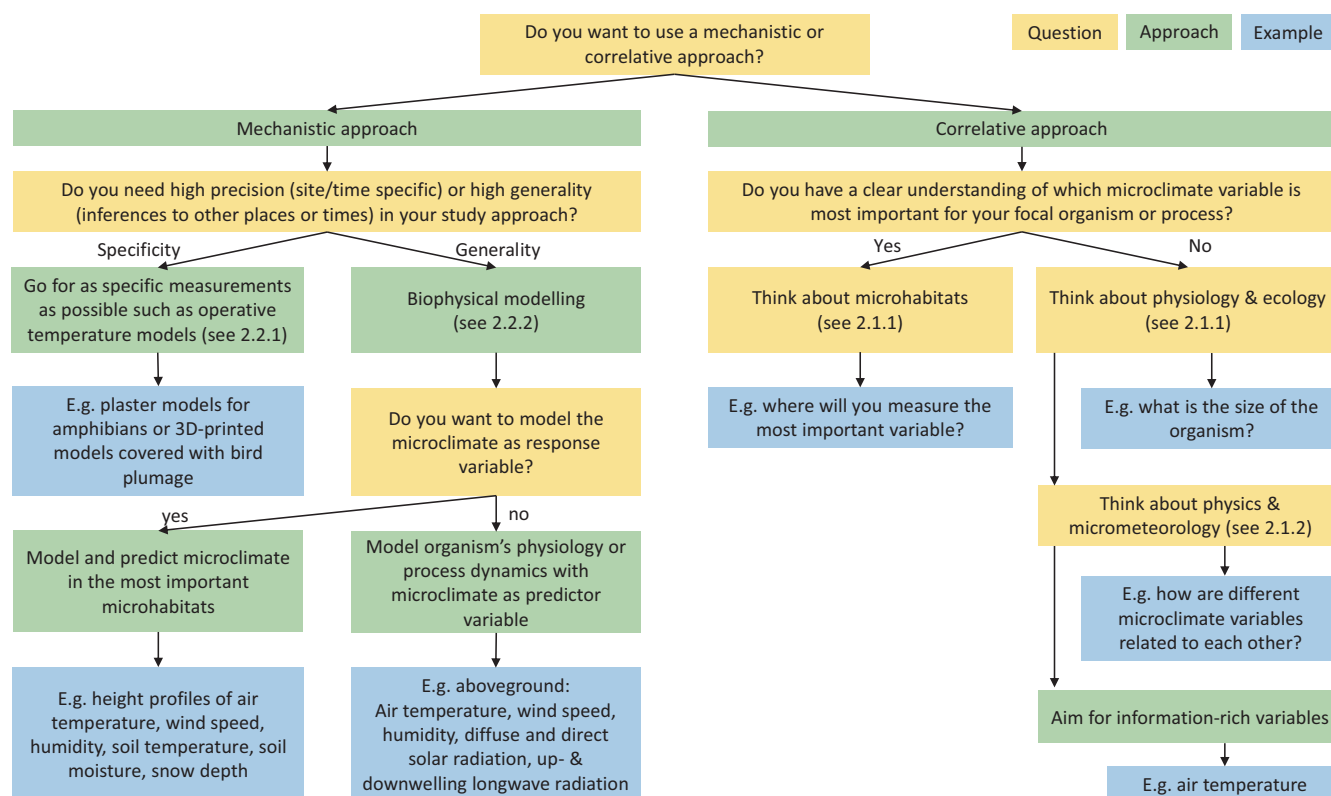 Do you want to use a mechanistic or
correlative approach?
Question
Approach
Example
Mechanistic approach
Correlative approach
Do you need high precision (site/time specific) or high generality
(inferences to other places or times) in your study approach?
Do you have a clear understanding of which microclimate variable is
most important for your focal organism or process?
Specificity
Generality
Yes
No
Go for as specific measurements
as possible such as operative
temperature models (see 2.2.1)
Biophysical modelling
(see 2.2.2)
Think about microhabitats
(see 2.1.1)
Think about physiology & ecology
(see 2.1.1)
E.g. plaster models for
amphibians or 3D-printed
models covered with bird
plumage
Do you want to model the
microclimate as response
variable?
E.g. where will you measure the
most important variable?
E.g. what is the size of the
organism?
yes
no
Think about physics &
micrometeorology (see 2.1.2)
Model and predict microclimate
in the most important
microhabitats
Model organism's physiology or
process dynamics with
microclimate as predictor
variable
E.g. how are different
microclimate variables
related to each other?
E.g. height profiles of air
temperature, wind speed,
humidity, soil temperature, soil
moisture, snow depth
E.g. aboveground:
Air temperature, wind speed,
humidity, diffuse and direct
solar radiation, up- &
downwelling longwave radiation
Aim for information-rich variables
E.g. air temperature